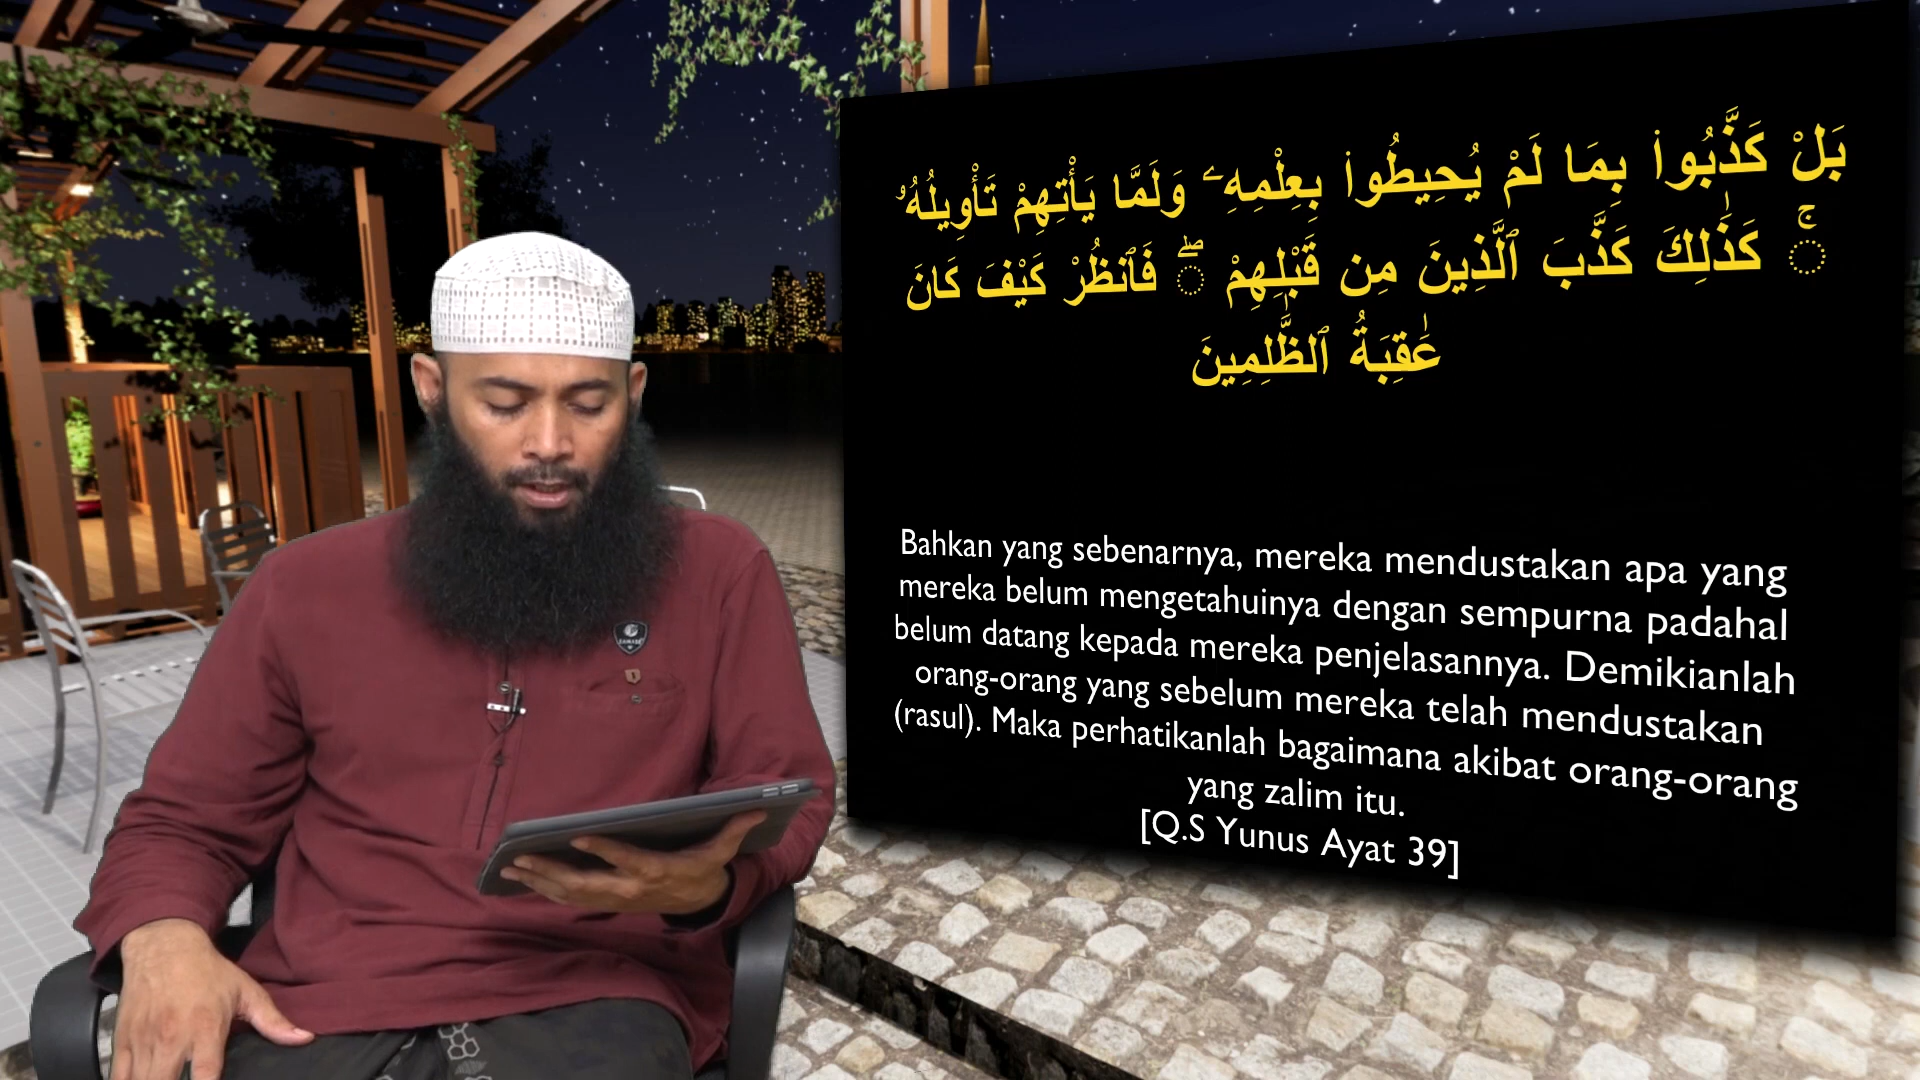 بَلْ كَذَّبُوا۟ بِمَا لَمْ يُحِيطُوا۟ بِعِلْمِهِۦ وَلَمَّا يَأْتِهِمْ تَأْوِيلُهُۥ
ۚ كَذَٰلِكَ كَذَّبَ ٱلَّذِينَ مِن قَبْلِهِمْ ۖ فَٱنظُرْ كَيْفَ كَانَ
عَٰقِبَةُ ٱلظَّٰلِمِينَ
Bahkan yang sebenarnya, mereka mendustakan apa yang
mereka belum mengetahuinya dengan sempurna padahal
belum datang kepada mereka penjelasannya. Demikianlah
orang-orang yang sebelum mereka telah mendustakan
(rasul). Maka perhatikanlah bagaimana akibat orang-orang
yang zalim itu.
[Q.S Yunus Ayat 39]